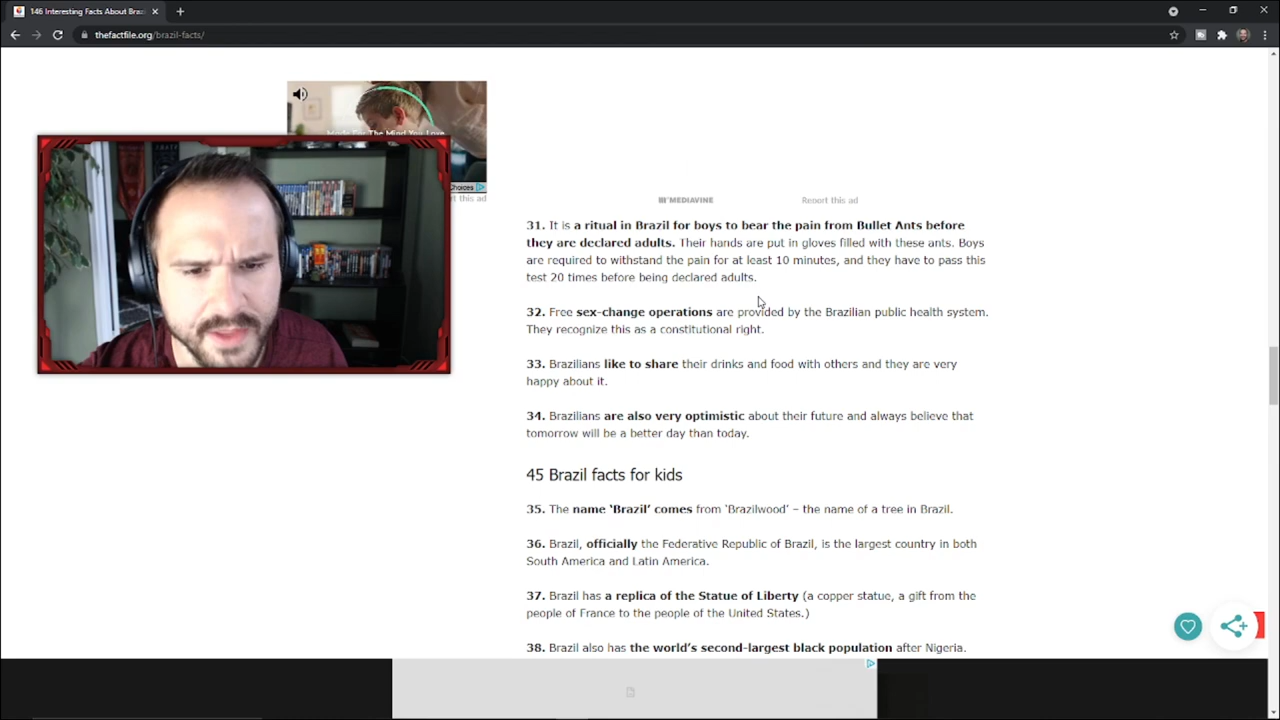 146 Interesting Facts About Braz
thefactfile.org/brazil-facts/
Made For The Mind You Love
Choices
rt this ad
MEDIAVINE
Report this ad
31. It is a ritual in Brazil for boys to bear the pain from Bullet Ants before
they are declared adults. Their hands are put in gloves filled with these ants. Boys
are required to withstand the pain for at least 10 minutes, and they have to pass this
test 20 times before being declared adults.
32. Free sex-change operations are provided by the Brazilian public health system.
They recognize this as a constitutional right.
33. Brazilians like to share their drinks and food with others and they are very
happy about it.
34. Brazilians are also very optimistic about their future and always believe that
tomorrow will be a better day than today.
45 Brazil facts for kids
35. The name ‘Brazil’ comes from ‘Brazilwood’ – the name of a tree in Brazil.
36. Brazil, officially the Federative Republic of Brazil, is the largest country in both
South America and Latin America.
37. Brazil has a replica of the Statue of Liberty (a copper statue, a gift from the
people of France to the people of the United States.)
38. Brazil also has the world’s second-largest black population after Nigeria.